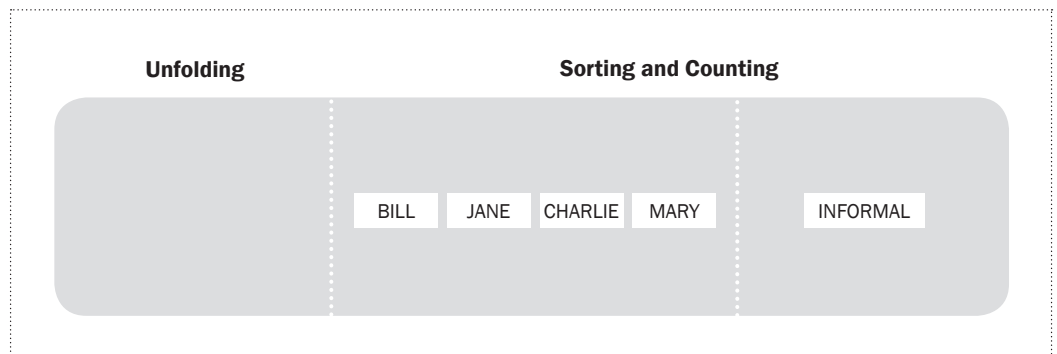 Unfolding Sorting and Counting
BILL JANE CHARLIE MARY INFORMAL